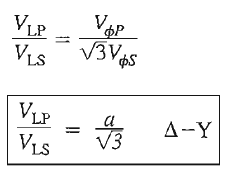 V_LP / V_LS = V_ϕP / √3 V_ϕS
V_LP / V_LS = a / √3 Δ–Y